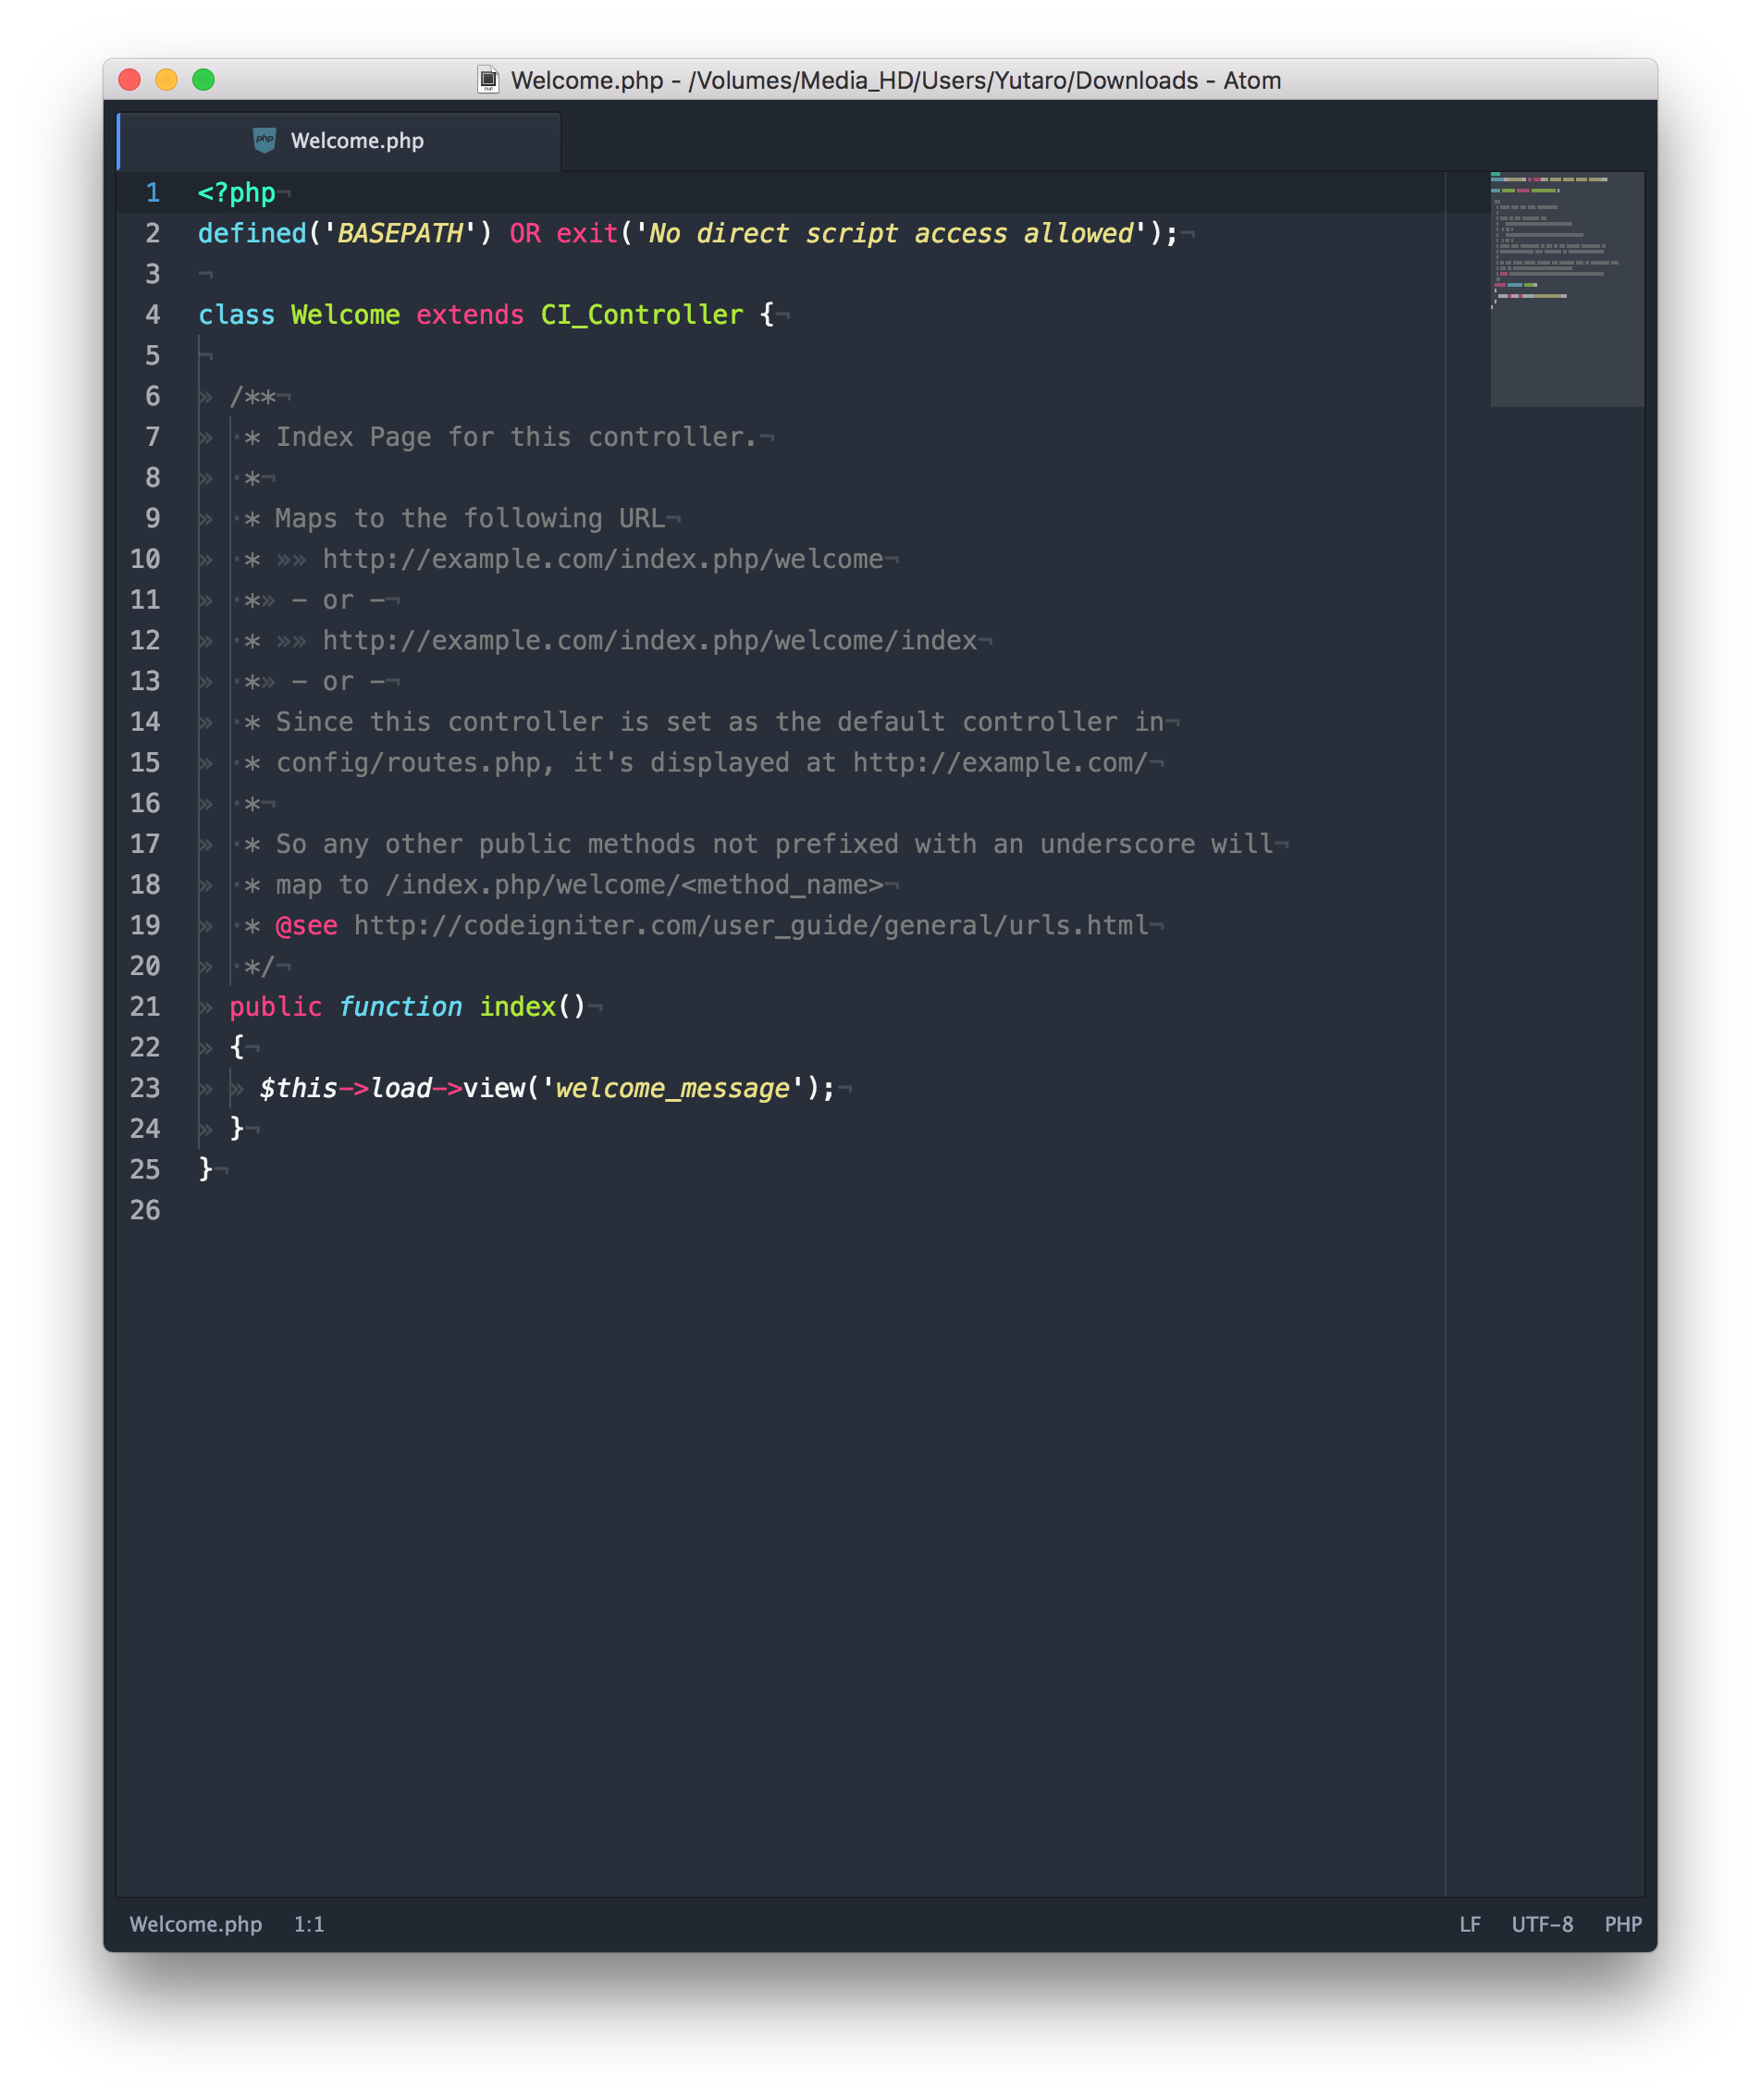 Welcome.php - /Volumes/Media_HD/Users/Yutaro/Downloads - Atom
php Welcome.php
1 <?php¬
2 defined('BASEPATH') OR exit('No direct script access allowed');¬
3 ¬
4 class Welcome extends CI_Controller {¬
5 ¬
6 » /**¬
7 » ·* Index Page for this controller.¬
8 » ·*¬
9 » ·* Maps to the following URL¬
10 » ·* »» http://example.com/index.php/welcome¬
11 » ·*» - or -¬
12 » ·* »» http://example.com/index.php/welcome/index¬
13 » ·*» - or -¬
14 » ·* Since this controller is set as the default controller in¬
15 » ·* config/routes.php, it's displayed at http://example.com/¬
16 » ·*¬
17 » ·* So any other public methods not prefixed with an underscore will¬
18 » ·* map to /index.php/welcome/<method_name>¬
19 » ·* @see http://codeigniter.com/user_guide/general/urls.html¬
20 » ·*/¬
21 » public function index()¬
22 » {¬
23 » » $this->load->view('welcome_message');¬
24 » }¬
25 }¬
26
Welcome.php 1:1 LF UTF-8 PHP